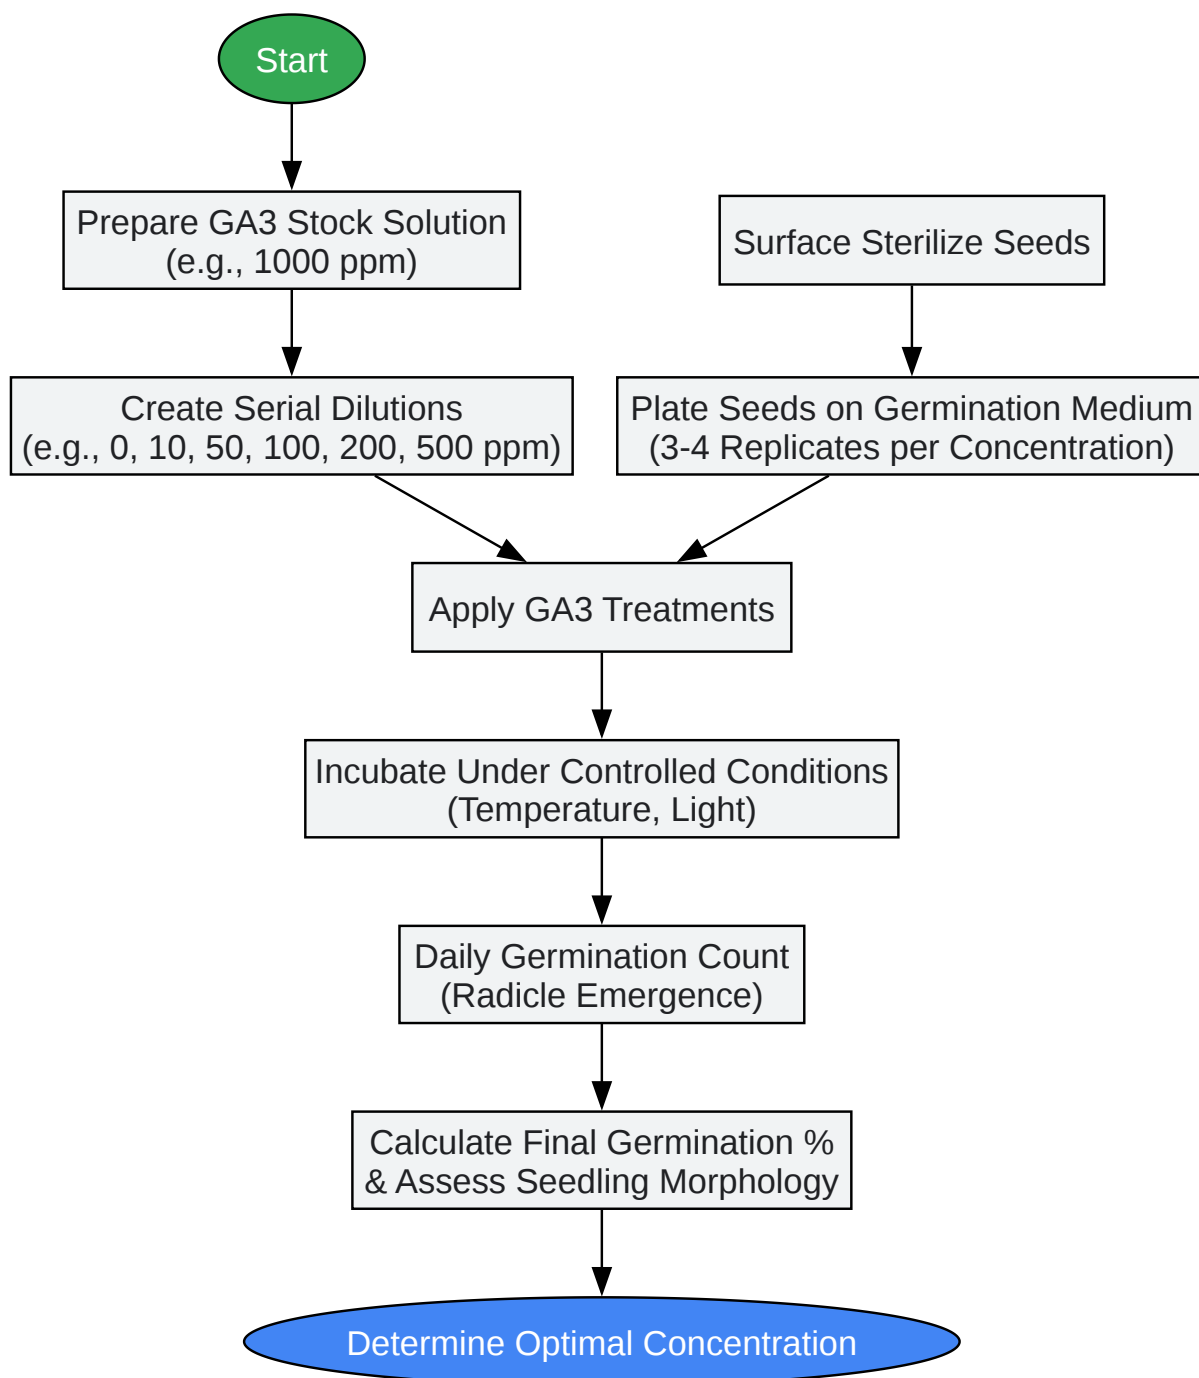 Start
Prepare GA3 Stock Solution
(e.g., 1000 ppm)
Surface Sterilize Seeds
Create Serial Dilutions
(e.g., 0, 10, 50, 100, 200, 500 ppm)
Plate Seeds on Germination Medium
(3-4 Replicates per Concentration)
Apply GA3 Treatments
Incubate Under Controlled Conditions
(Temperature, Light)
Daily Germination Count
(Radicle Emergence)
Calculate Final Germination %
& Assess Seedling Morphology
Determine Optimal Concentration